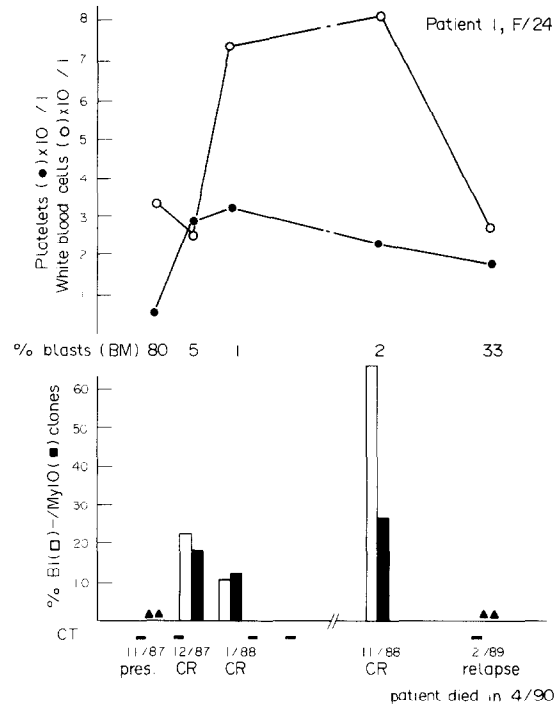 Patient 1, F/24
Platelets (●)x10 / l
White blood cells (○)x10 / l
8
7
6
5
4
3
2
1
% blasts (BM) 80 5 1 2 33
% Bi(□)-/My10(■) clones
60
50
40
30
20
10
CT
11/87 12/87 1/88 11/88 2/89
pres. CR CR CR relapse
patient died in 4/90